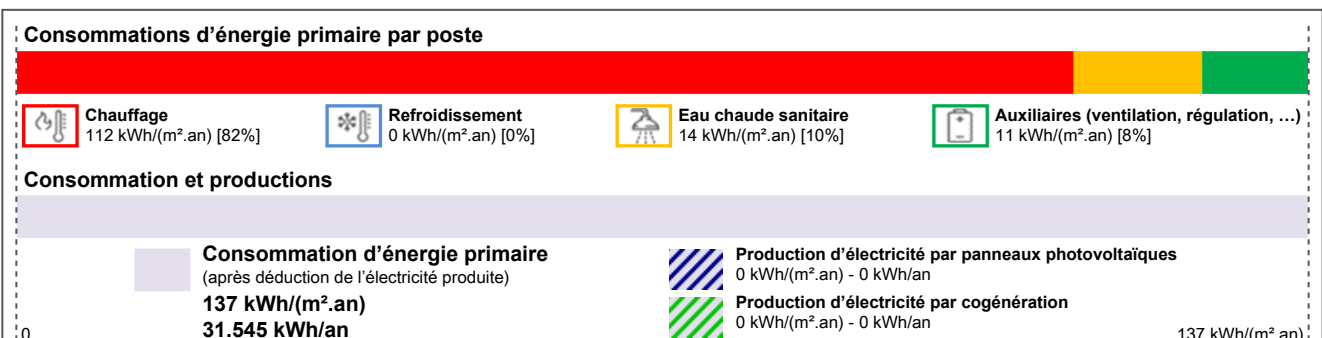 Consommations d’énergie primaire par poste
Chauffage
112 kWh/(m².an) [82%]
Refroidissement
0 kWh/(m².an) [0%]
Eau chaude sanitaire
14 kWh/(m².an) [10%]
Auxiliaires (ventilation, régulation, …)
11 kWh/(m².an) [8%]
Consommation et productions
Consommation d’énergie primaire
(après déduction de l’électricité produite)
137 kWh/(m².an)
31.545 kWh/an
Production d’électricité par panneaux photovoltaïques
0 kWh/(m².an) - 0 kWh/an
Production d’électricité par cogénération
0 kWh/(m².an) - 0 kWh/an
0
137 kWh/(m².an)